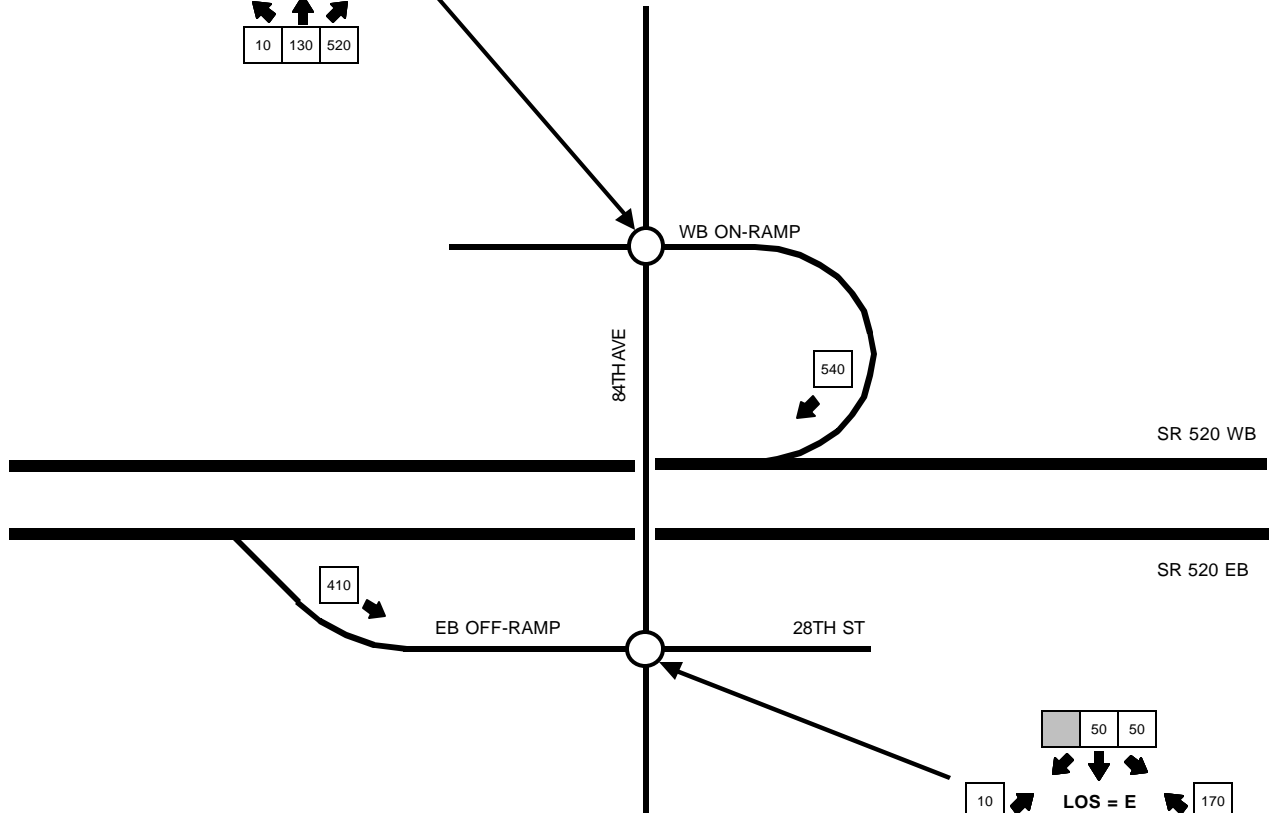 10 130 520
WB ON-RAMP
84TH AVE
540
SR 520 WB
410
SR 520 EB
EB OFF-RAMP
28TH ST
50 50
10 LOS = E 170